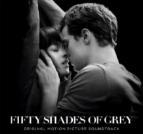 FIFTY SHADES OF GREY
ORIGINAL MOTION PICTURE SOUNDTRACK